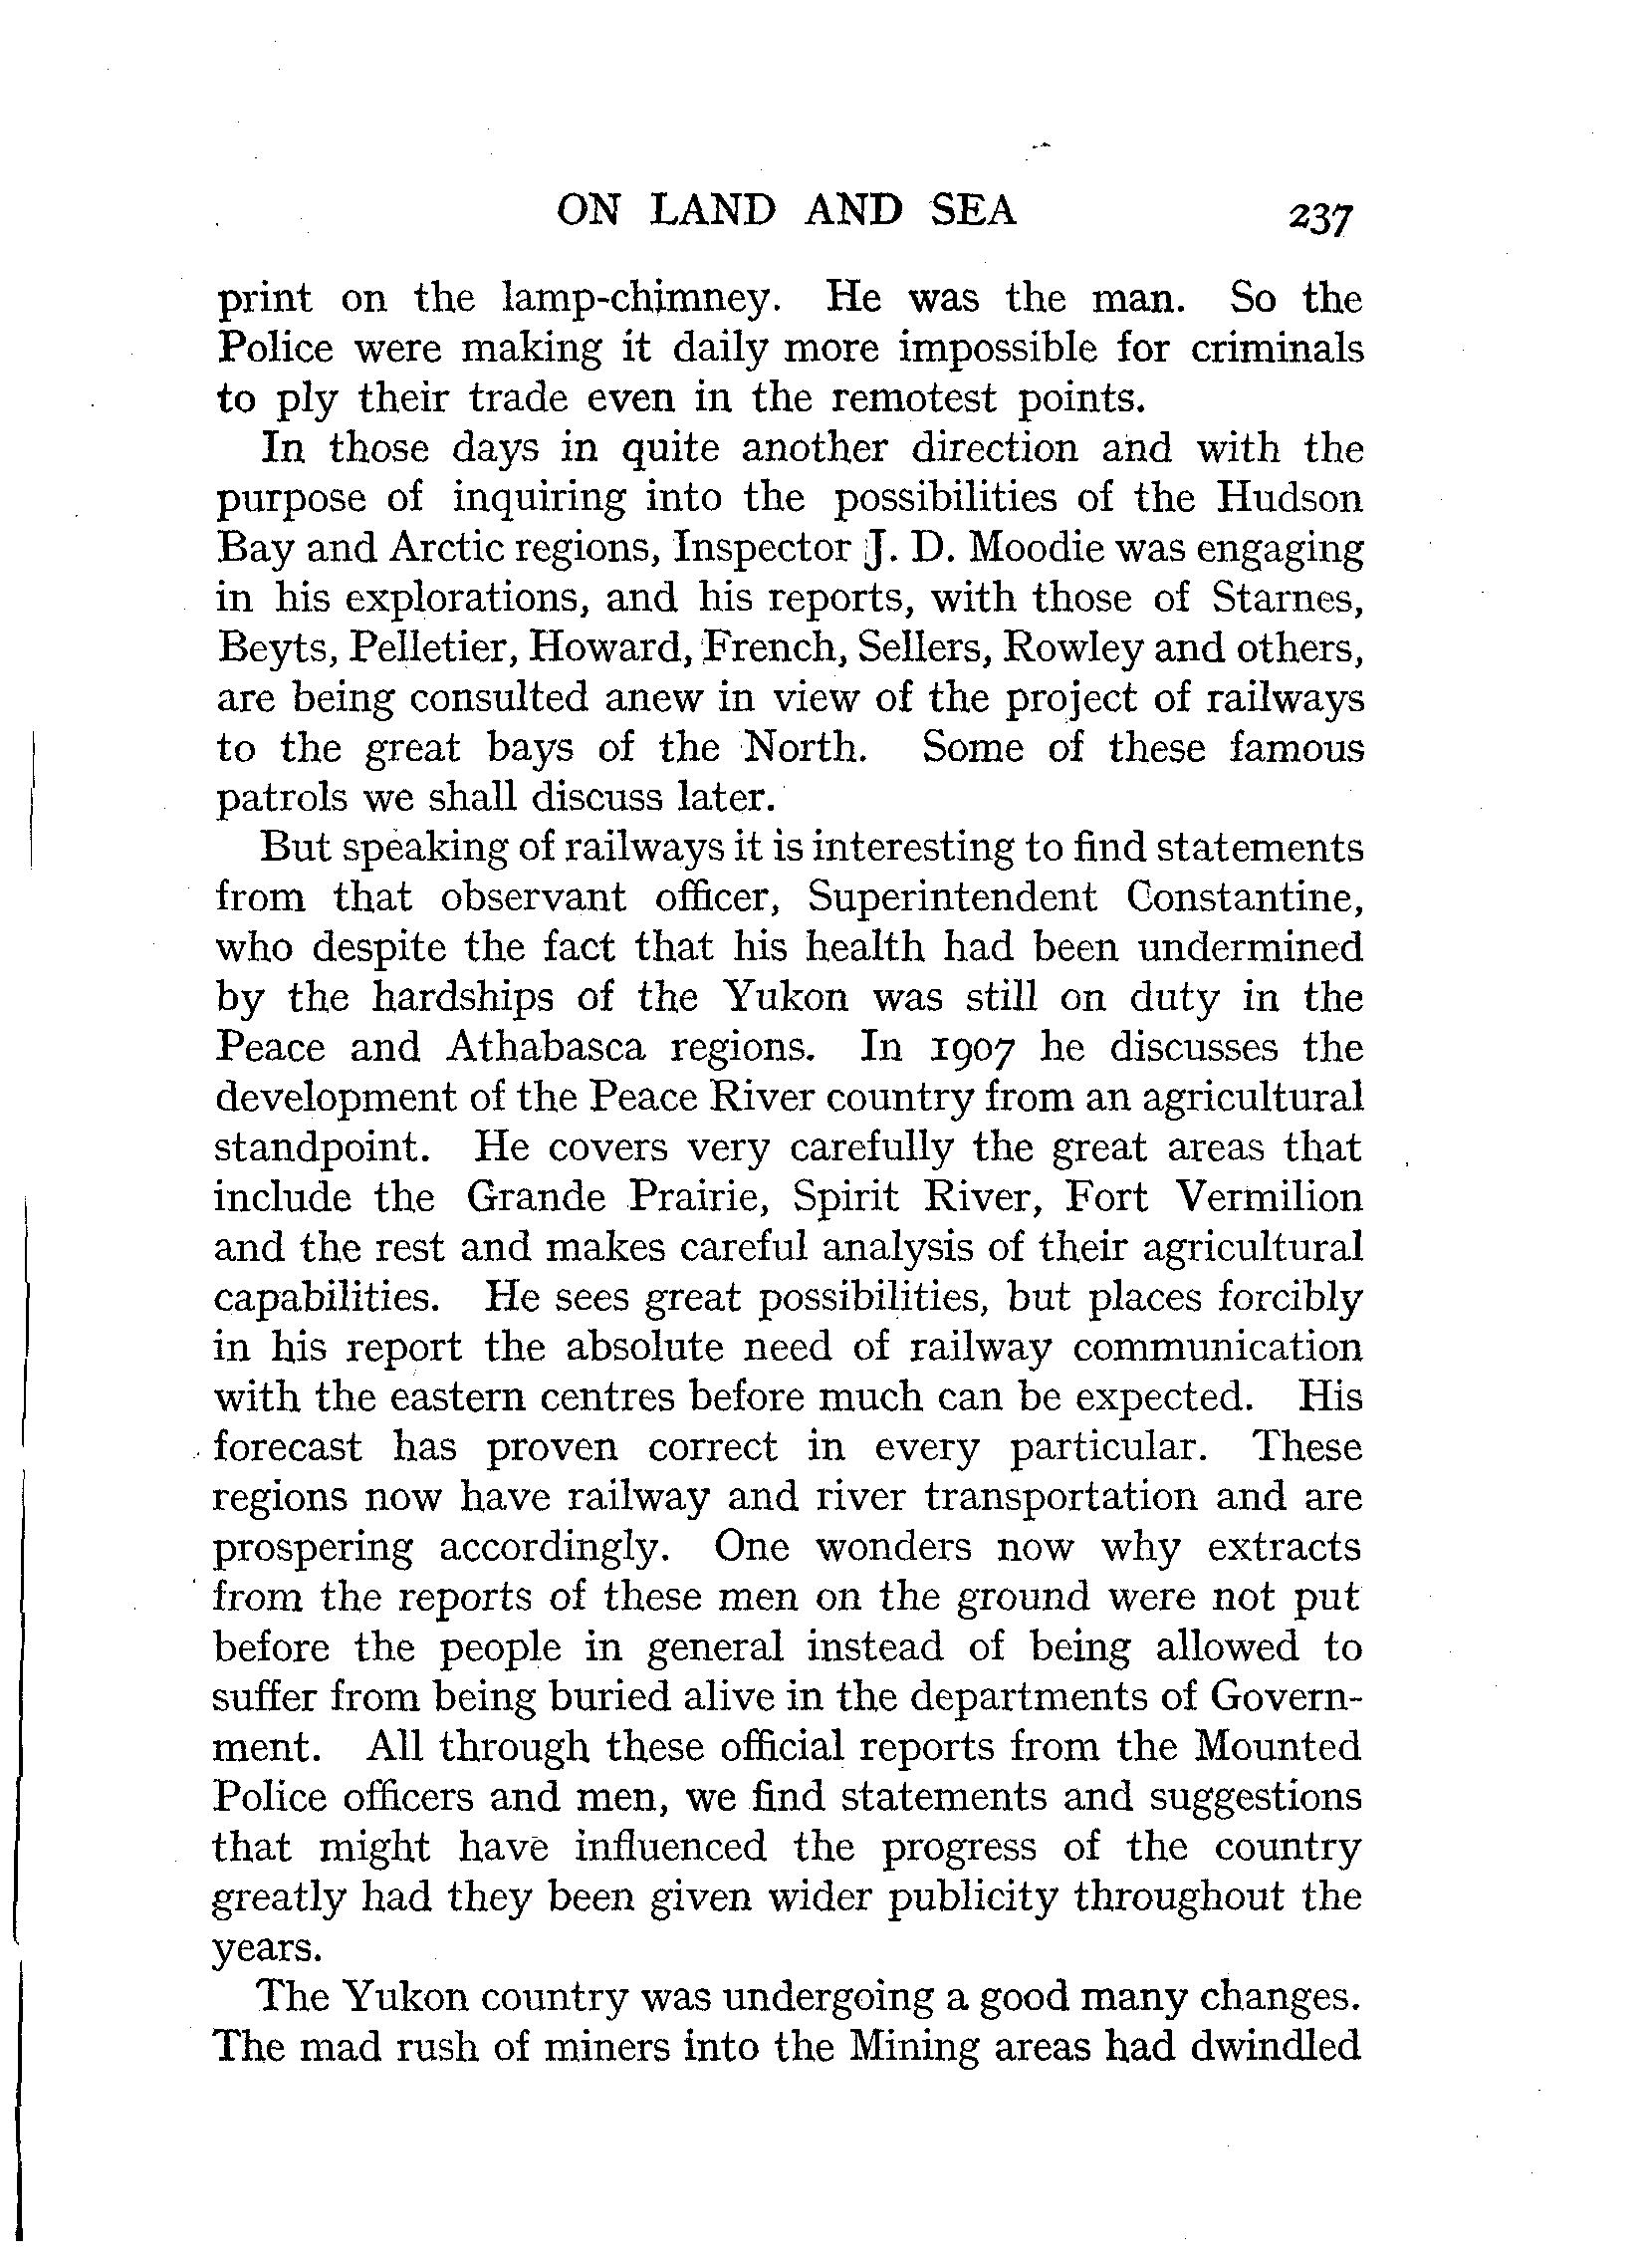 ON LAND AND SEA 237
print on the lamp-chimney. He was the man. So the
Police were making it daily more impossible for criminals
to ply their trade even in the remotest points.
In those days in quite another direction and with the
purpose of inquiring into the possibilities of the Hudson
Bay and Arctic regions, Inspector J. D. Moodie was engaging
in his explorations, and his reports, with those of Starnes,
Beyts, Pelletier, Howard, French, Sellers, Rowley and others,
are being consulted anew in view of the project of railways
to the great bays of the North. Some of these famous
patrols we shall discuss later.
But speaking of railways it is interesting to find statements
from that observant officer, Superintendent Constantine,
who despite the fact that his health had been undermined
by the hardships of the Yukon was still on duty in the
Peace and Athabasca regions. In 1907 he discusses the
development of the Peace River country from an agricultural
standpoint. He covers very carefully the great areas that
include the Grande Prairie, Spirit River, Fort Vermilion
and the rest and makes careful analysis of their agricultural
capabilities. He sees great possibilities, but places forcibly
in his report the absolute need of railway communication
with the eastern centres before much can be expected. His
forecast has proven correct in every particular. These
regions now have railway and river transportation and are
prospering accordingly. One wonders now why extracts
from the reports of these men on the ground were not put
before the people in general instead of being allowed to
suffer from being buried alive in the departments of Govern-
ment. All through these official reports from the Mounted
Police officers and men, we find statements and suggestions
that might have influenced the progress of the country
greatly had they been given wider publicity throughout the
years.
The Yukon country was undergoing a good many changes.
The mad rush of miners into the Mining areas had dwindled